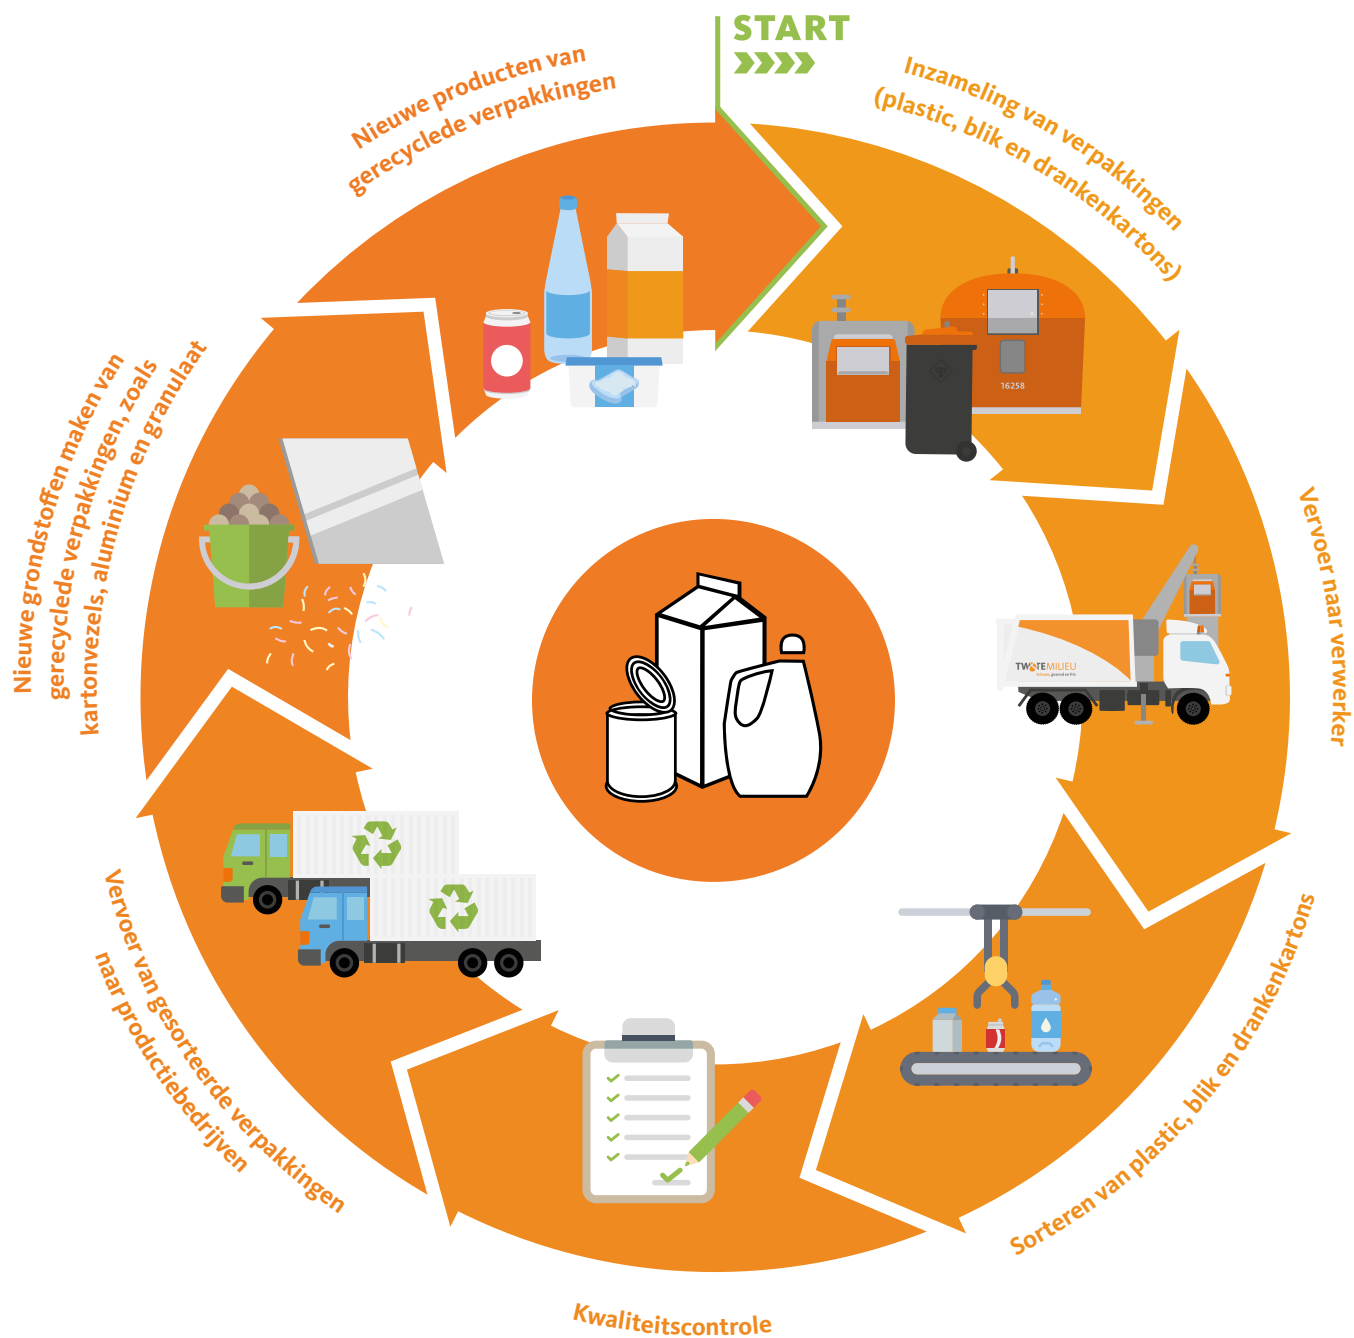 START
Inzameling van verpakkingen
(plastic, blik en drankenkartons)
16258
Vervoer naar verwerker
TWENTEMILIEU
Sorteren van plastic, blik en drankenkartons
Kwaliteitscontrole
Vervoer van gesorteerde verpakkingen
naar productiebedrijven
Nieuwe grondstoffen maken van
gerecyclede verpakkingen, zoals
kartonvezels, aluminium en granulaat
Nieuwe producten van
gerecyclede verpakkingen